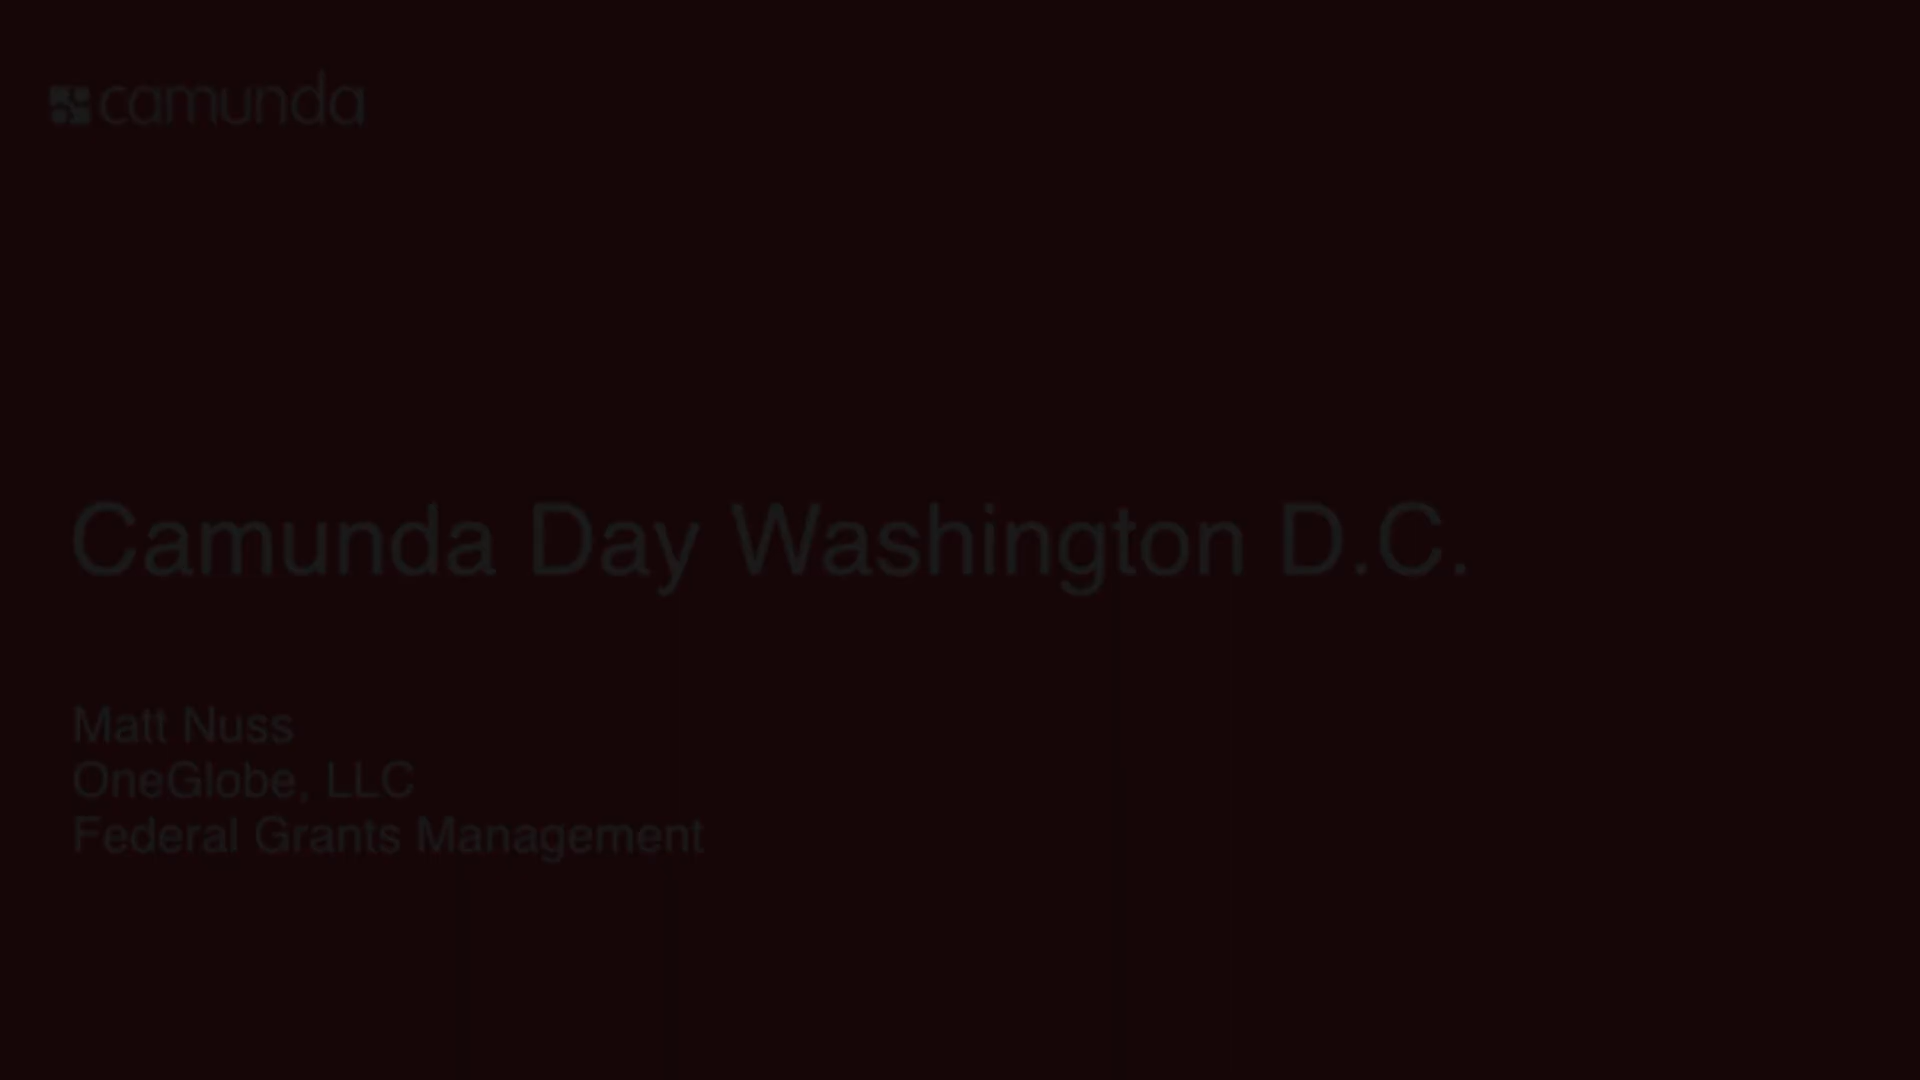 camunda
Camunda Day Washington D.C.
Matt Nuss
OneGlobe, LLC
Federal Grants Management